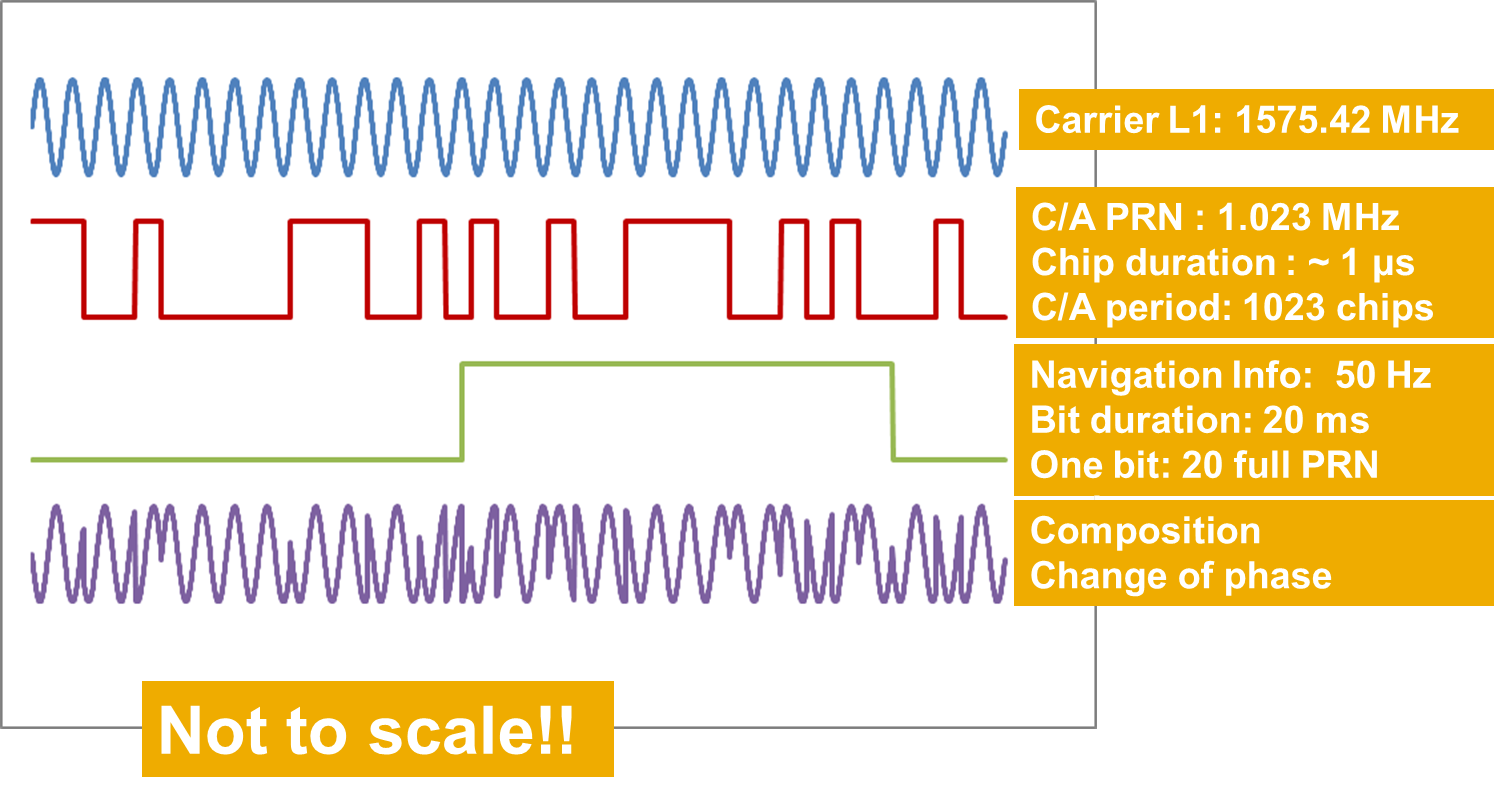 Carrier L1: 1575.42 MHz
C/A PRN : 1.023 MHz
Chip duration : ~ 1 µs
C/A period: 1023 chips
Navigation Info:  50 Hz
Bit duration: 20 ms
One bit: 20 full PRN
Composition
Change of phase
Not to scale!!